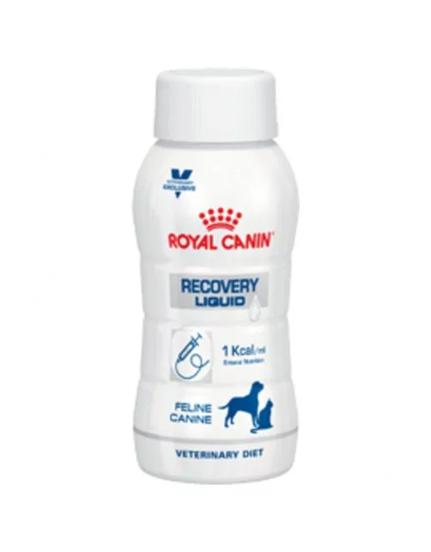 VETERINARY
EXCLUSIVE
ROYAL CANIN
RECOVERY
LIQUID
1 Kcal/ml
Enteral Nutrition
FELINE
CANINE
VETERINARY DIET